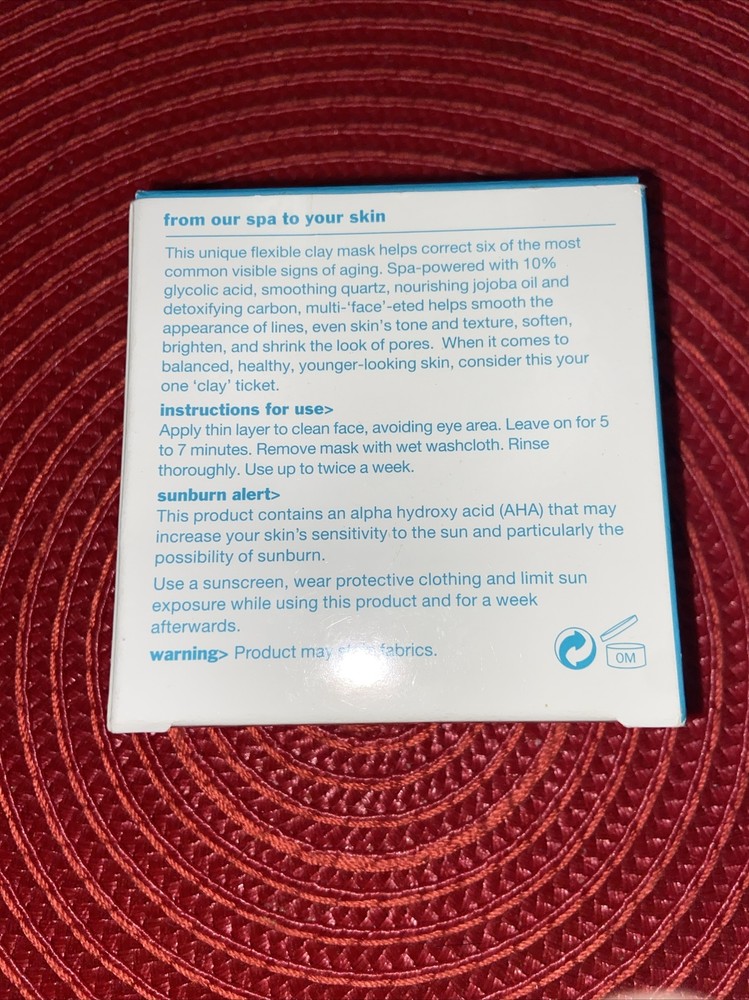 from our spa to your skin
This unique flexible clay mask helps correct six of the most
common visible signs of aging. Spa-powered with 10%
glycolic acid, smoothing quartz, nourishing jojoba oil and
detoxifying carbon, multi-‘face’-eted helps smooth the
appearance of lines, even skin’s tone and texture, soften,
brighten, and shrink the look of pores. When it comes to
balanced, healthy, younger-looking skin, consider this your
one ‘clay’ ticket.
instructions for use>
Apply thin layer to clean face, avoiding eye area. Leave on for 5
to 7 minutes. Remove mask with wet washcloth. Rinse
thoroughly. Use up to twice a week.
sunburn alert>
This product contains an alpha hydroxy acid (AHA) that may
increase your skin’s sensitivity to the sun and particularly the
possibility of sunburn.
Use a sunscreen, wear protective clothing and limit sun
exposure while using this product and for a week
afterwards.
warning> Product may stain fabrics.
OM